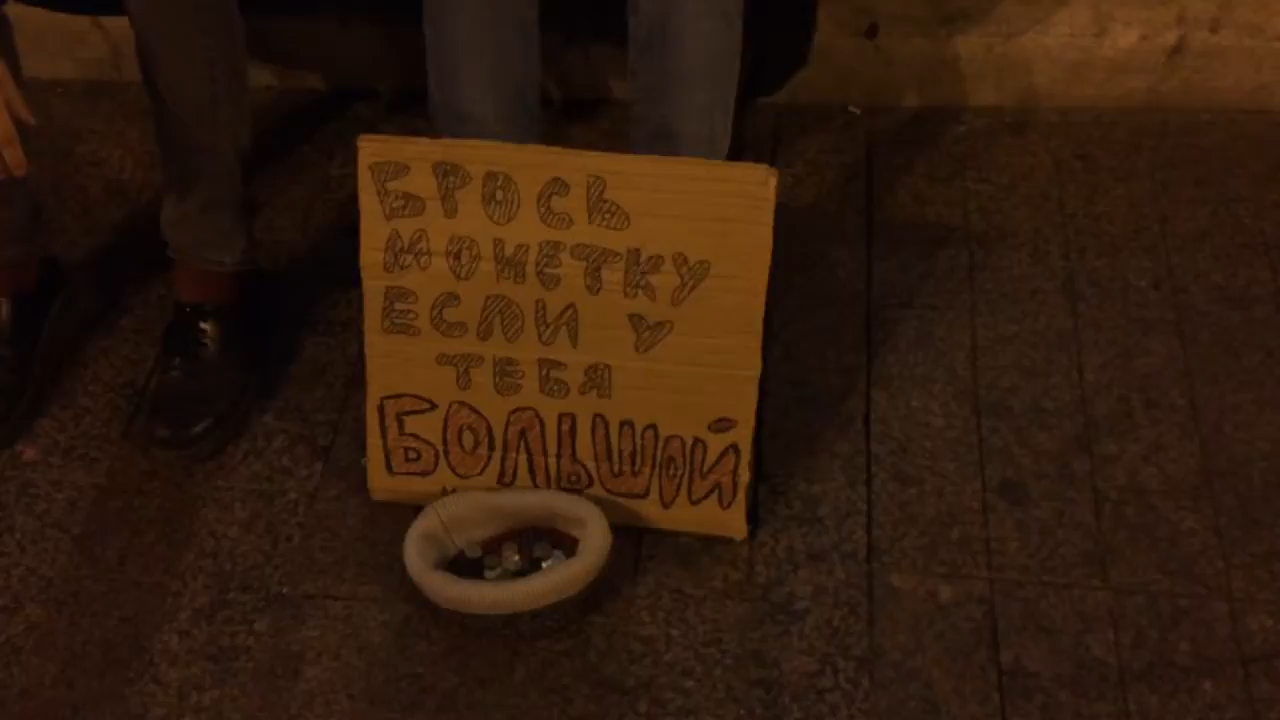 БРОСЬ
МОНЕТКУ
ЕСЛИ У
ТЕБЯ
БОЛЬШОЙ